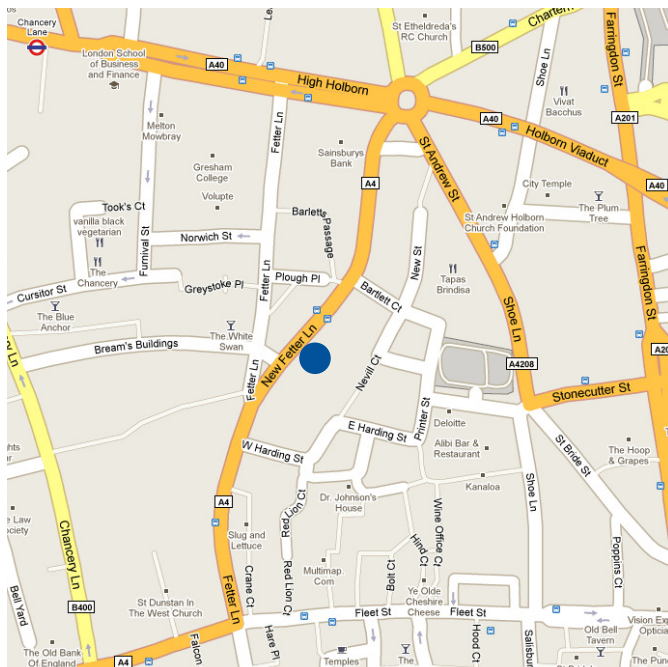 Chancery
Lane
London School
of Business
and Finance
A40
High Holborn
St Etheldreda's
RC Church
B500
Charterh
Shoe Ln
Farringdon St
A201
Vivat
Bacchus
A40
Holborn Viaduct
A40
Melton
Mowbray
Fetter Ln
Gresham
College
Volupte
Sainsburys
Bank
A4
St Andrew St
City Temple
The Plum
Tree
St Andrew Holborn
Church Foundation
Took's Ct
vanilla black
vegetarian
Furnival St
Norwich St
Barletts
Passage
New St
The
Chancery
Cursitor St
Greystoke Pl
Fetter Ln
Plough Pl
Bartlett Ct
Tapas
Brindisa
Farringdon St
The Blue
Anchor
The White
Swan
Bream's Buildings
New Fetter Ln
Shoe Ln
Fetter Ln
Nevill Ct
A4208
Stonecutter St
Printer St
Deloitte
E Harding St
W Harding St
Alibi Bar &
Restaurant
St Bride St
The Hoop
& Grapes
Kanaloa
Shoe Ln
Dr. Johnson's
House
Red Lion Ct
Wine Office Ct
A4
Slug and
Lettuce
Chancery Ln
Hind Ct
Bolt Ct
Poppins Ct
Multimap.
Com
Red Lion Ct
Crane Ct
Fetter Ln
Ye Olde
Cheshire
Cheese
Bell Yard
B400
St Dunstan In
The West Church
Fleet St
Fleet St
Old Bell
Tavern
The Old Bank
Of England
A4
Falcon
Hare Pl
Temples
The
Hood Ct
Salisbu